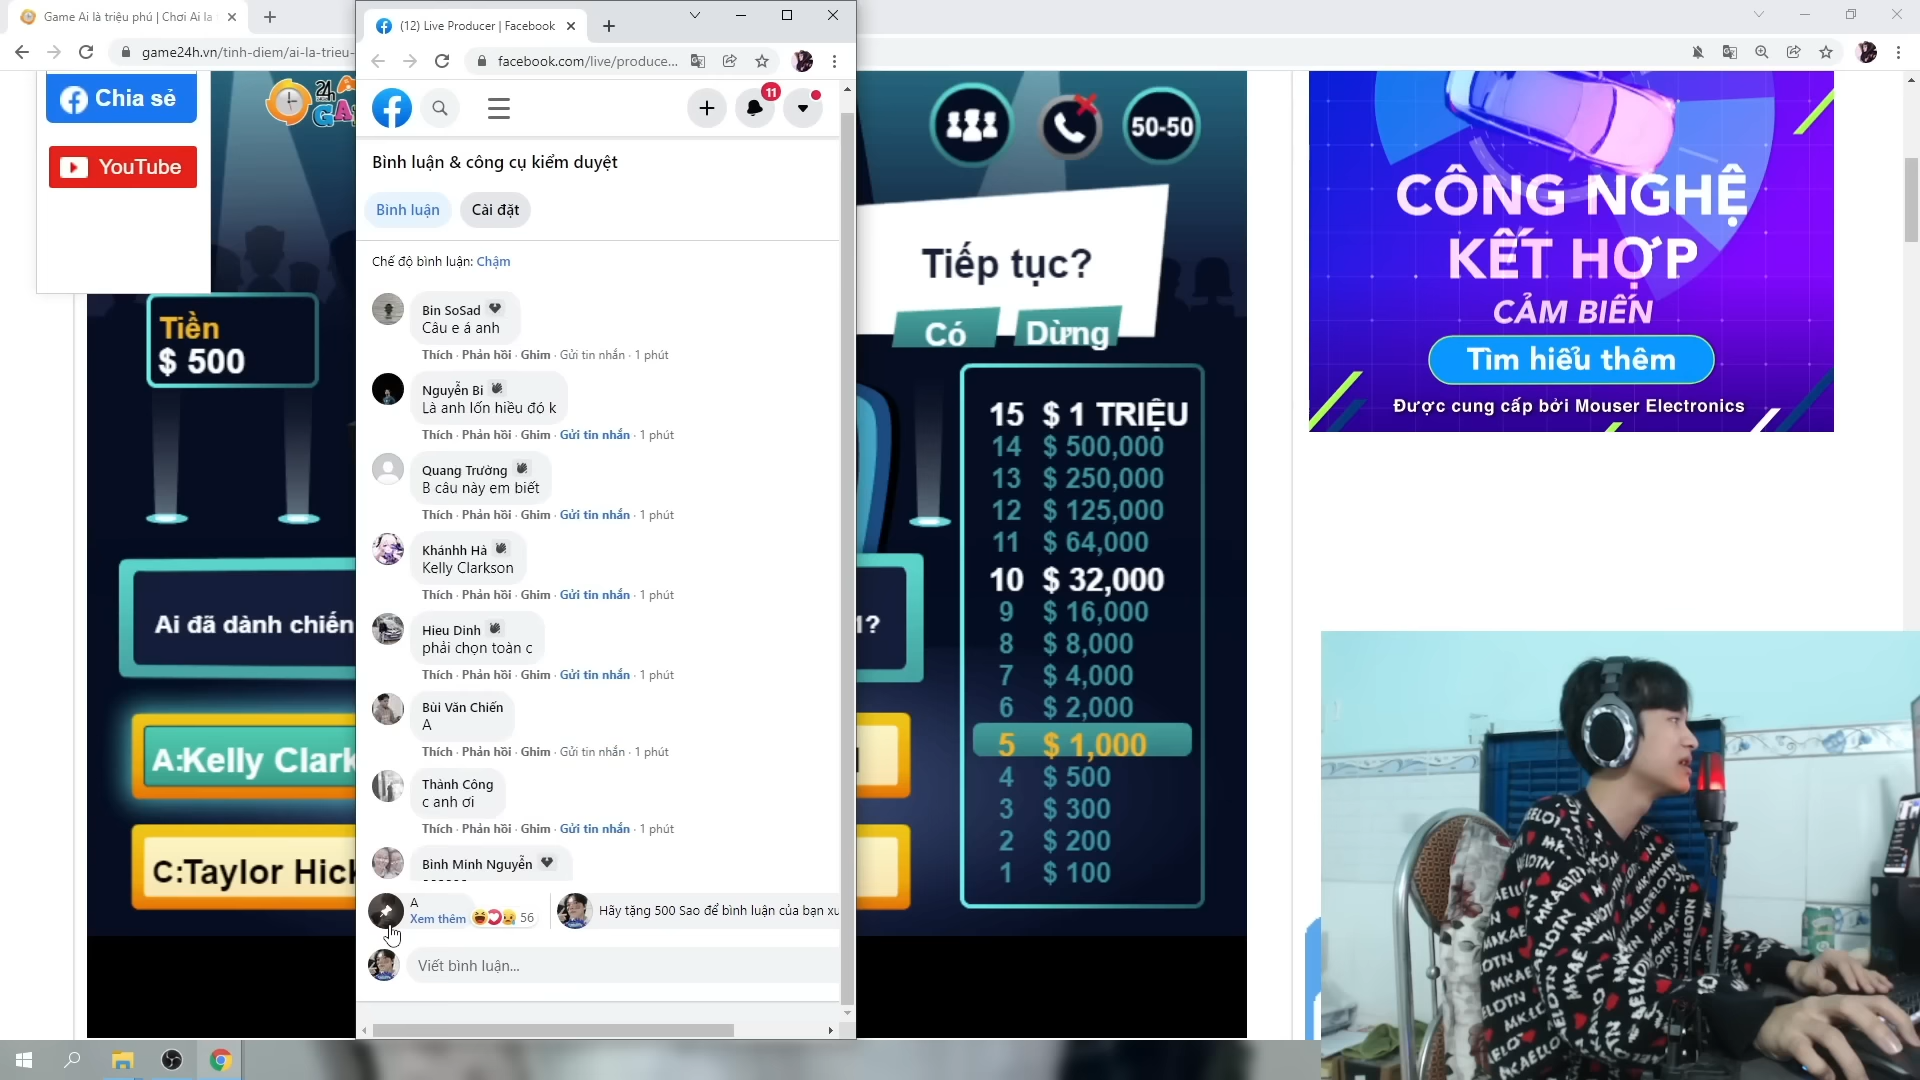 Game Ai là triệu phú | Chơi Ai la
game24h.vn/tinh-diem/ai-la-trieu-
(12) Live Producer | Facebook
facebook.com/live/produce...
Chia sẻ
YouTube
24h
11
Bình luận & công cụ kiểm duyệt
Bình luận
Cài đặt
Chế độ bình luận: Chậm
Bin SoSad
Câu e á anh
Thích · Phản hồi · Ghim · Gửi tin nhắn · 1 phút
Nguyễn Bi
Là anh lốn hiều đó k
Thích · Phản hồi · Ghim · Gửi tin nhắn · 1 phút
Quang Trưởng
B câu này em biết
Thích · Phản hồi · Ghim · Gửi tin nhắn · 1 phút
Khánhh Hà
Kelly Clarkson
Thích · Phản hồi · Ghim · Gửi tin nhắn · 1 phút
Hieu Dinh
phải chọn toàn c
Thích · Phản hồi · Ghim · Gửi tin nhắn · 1 phút
Bùi Văn Chiến
A
Thích · Phản hồi · Ghim · Gửi tin nhắn · 1 phút
Thành Công
c anh ơi
Thích · Phản hồi · Ghim · Gửi tin nhắn · 1 phút
Bình Minh Nguyễn
A
Xem thêm
56
Hãy tặng 500 Sao để bình luận của bạn xu
Viết bình luận...
Tiền
$ 500
Ai đã dành chiến
1?
A:Kelly Clark
C:Taylor Hick
50-50
Tiếp tục?
Có
Dừng
15 $ 1 TRIỆU
14 $ 500,000
13 $ 250,000
12 $ 125,000
11 $ 64,000
10 $ 32,000
9 $ 16,000
8 $ 8,000
7 $ 4,000
6 $ 2,000
5 $ 1,000
4 $ 500
3 $ 300
2 $ 200
1 $ 100
CÔNG NGHỆ
KẾT HỢP
CẢM BIẾN
Tìm hiểu thêm
Được cung cấp bởi Mouser Electronics